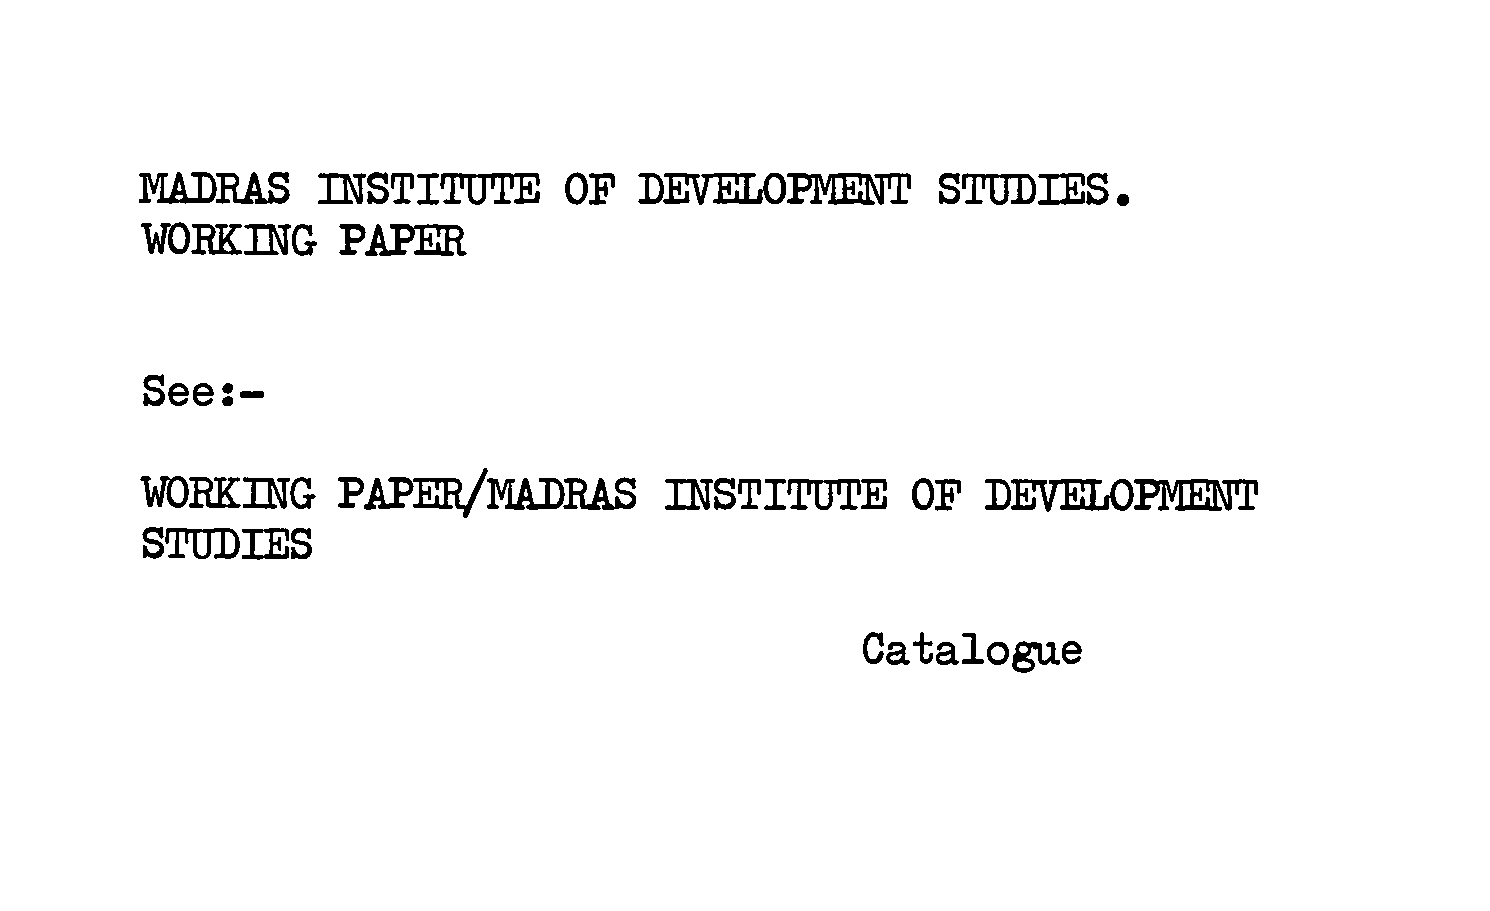 MADRAS INSTITUTE OF DEVELOPMENT STUDIES.
WORKING PAPER
See:-
WORKING PAPER/MADRAS INSTITUTE OF DEVELOPMENT
STUDIES
Catalogue